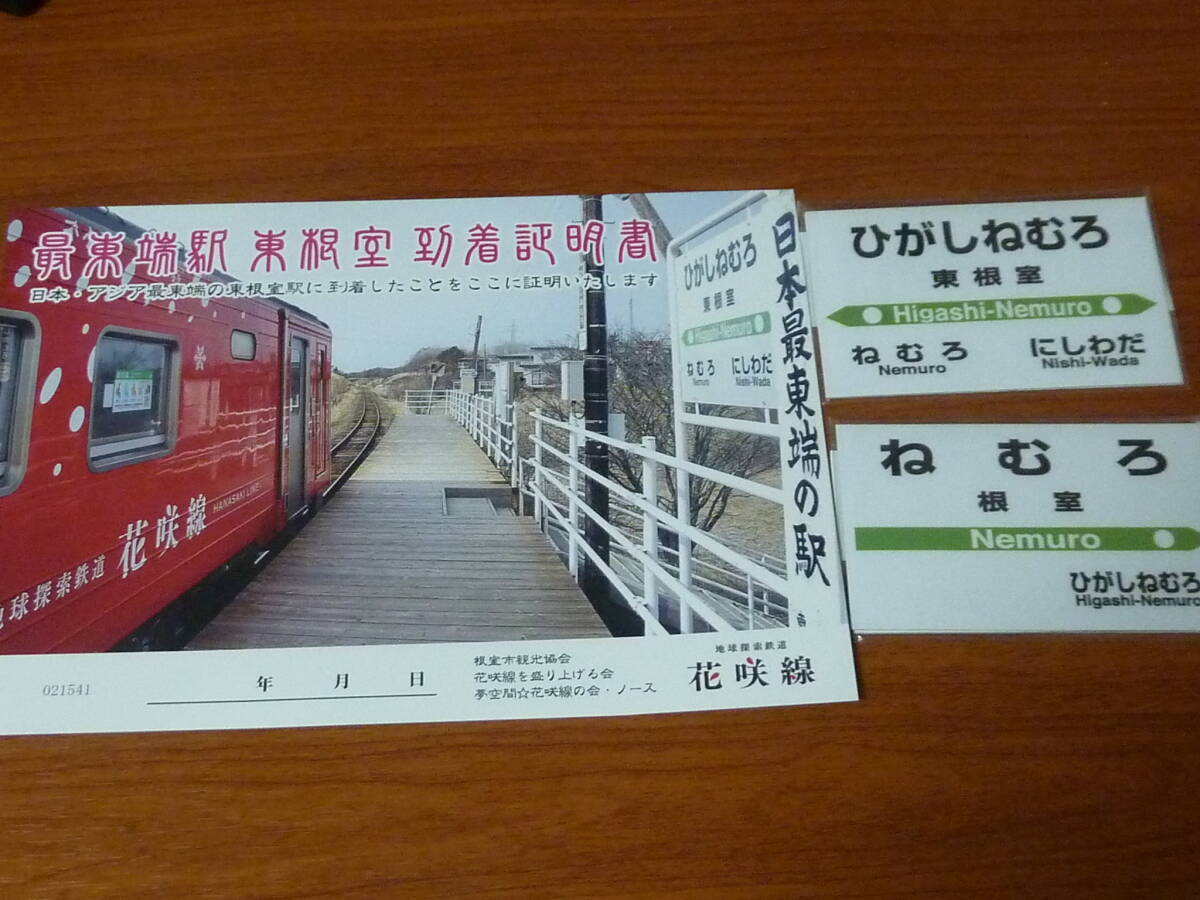 最東端駅 東根室 到着証明書
日本・アジア最東端の東根室駅に到着したことをここに証明いたします
ひがしねむろ
東根室
Higashi-Nemuro
ねむろ にしわだ
Nemuro Nishi-Wada
日本最東端の駅
地球探索鉄道 花咲線 HANASAKI LINE
021541
年 月 日
根室市観光協会
花咲線を盛り上げる会
夢空間☆花咲線の会・ノース
地球探索鉄道
花咲線
ひがしねむろ
東根室
Higashi-Nemuro
ねむろ にしわだ
Nemuro Nishi-Wada
ねむろ
根室
Nemuro
ひがしねむろ
Higashi-Nemuro